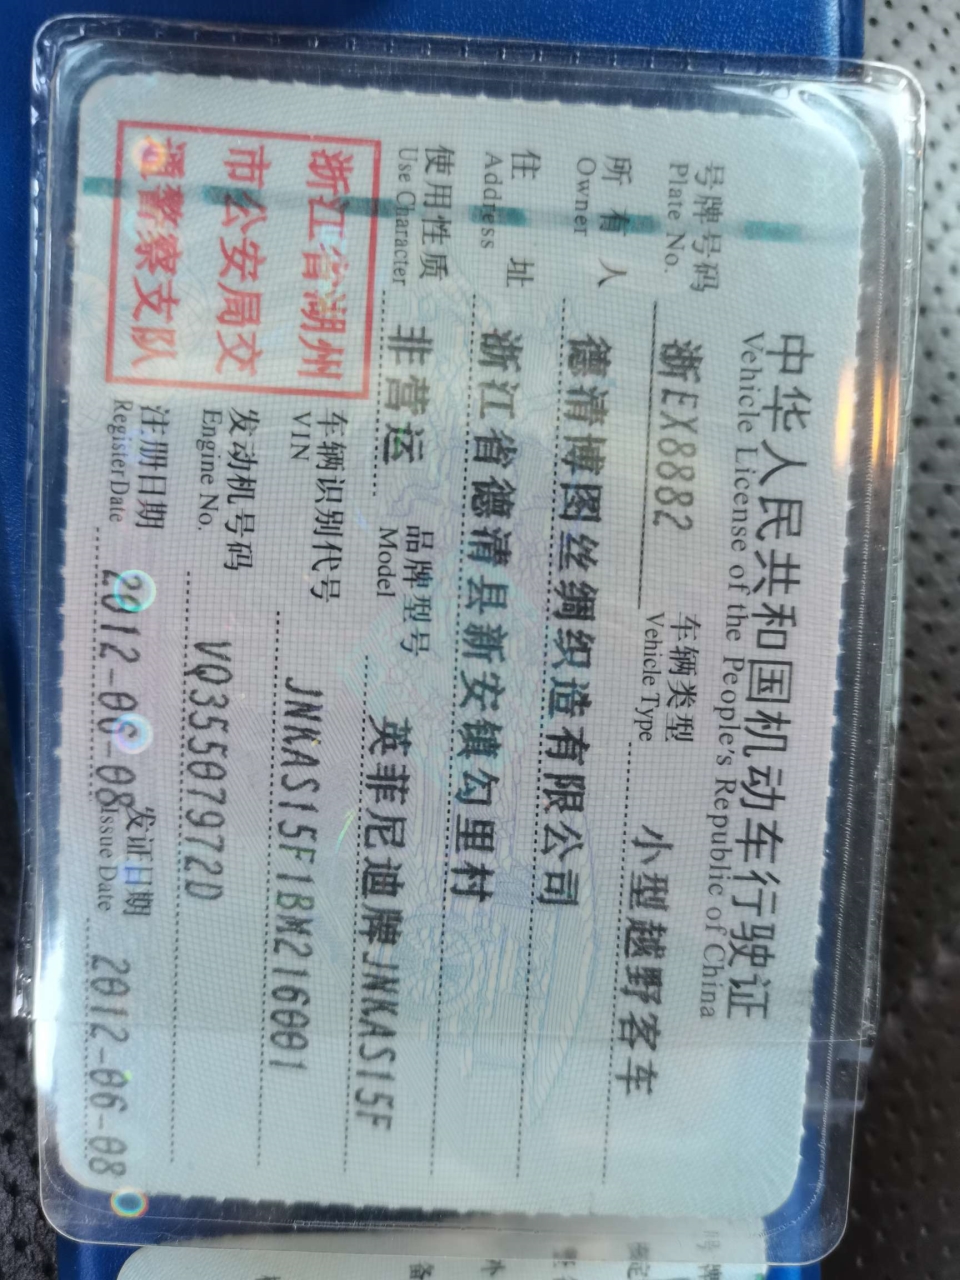 中华人民共和国机动车行驶证
Vehicle License of the People's Republic of China
号牌号码 浙EX8882 车辆类型 小型越野客车
Plate No. Vehicle Type
所有人 德清博图丝绸织造有限公司
Owner
住址 浙江省德清县新安镇勾里村
Address
使用性质 非营运 品牌型号 英菲尼迪牌JNKAS15F
Use Character Model
浙江省湖州
市公安局交
通警察支队
车辆识别代号 JNKAS15F1BM216001
VIN
发动机号码 VQ35507972D
Engine No.
注册日期 2012-06-08 发证日期 2012-06-08
Register Date Issue Date